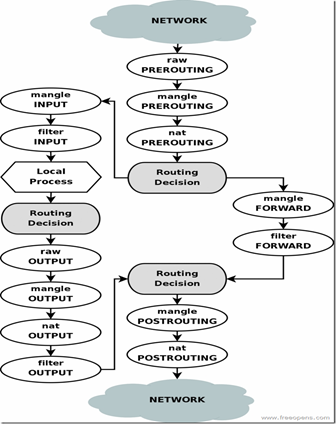 NETWORK
raw
PREROUTING
mangle
PREROUTING
nat
PREROUTING
Routing
Decision
mangle
INPUT
filter
INPUT
Local
Process
Routing
Decision
raw
OUTPUT
mangle
OUTPUT
nat
OUTPUT
filter
OUTPUT
mangle
FORWARD
filter
FORWARD
Routing
Decision
mangle
POSTROUTING
nat
POSTROUTING
NETWORK
www.freeopens.com